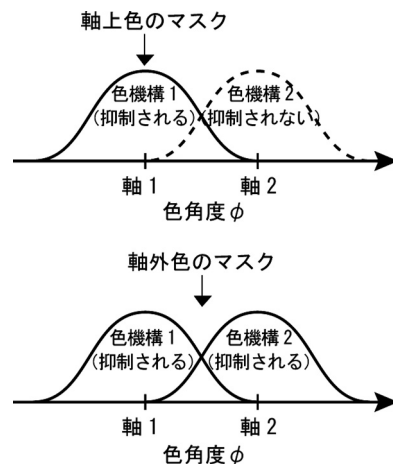 軸上色のマスク
色機構1 色機構2
(抑制される) (抑制されない)
軸1 軸2
色角度φ
軸外色のマスク
色機構1 色機構2
(抑制される) (抑制される)
軸1 軸2
色角度φ